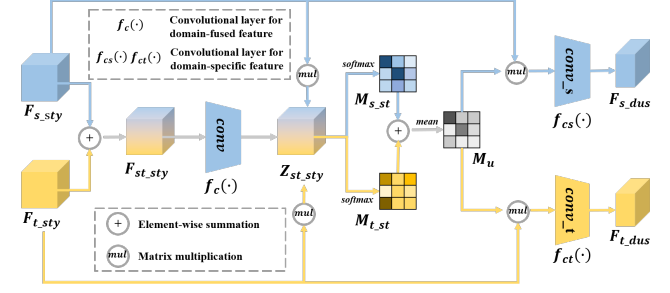 f_c(·) Convolutional layer for
domain-fused feature
f_cs(·) f_ct(·) Convolutional layer for
domain-specific feature
F_s_sty
mul
softmax
M_s_st
mul
conv_s
f_cs(·)
F_s_dus
+
F_st_sty
conv
f_c(·)
Z_st_sty
+
mean
M_u
F_t_sty
softmax
M_t_st
mul
mul
conv_t
f_ct(·)
F_t_dus
+ Element-wise summation
mul Matrix multiplication